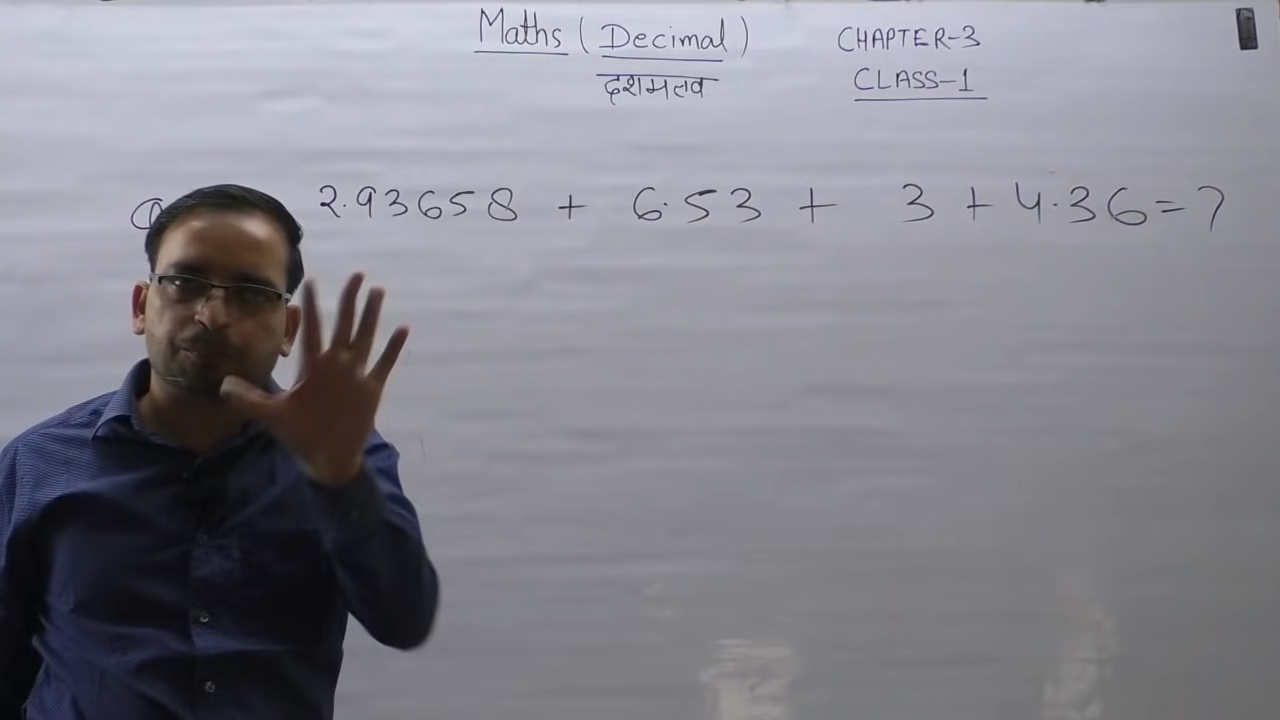 Maths (Decimal)
दशमलव
CHAPTER-3
CLASS-1
2.93658 + 6.53 + 3 + 4.36=?